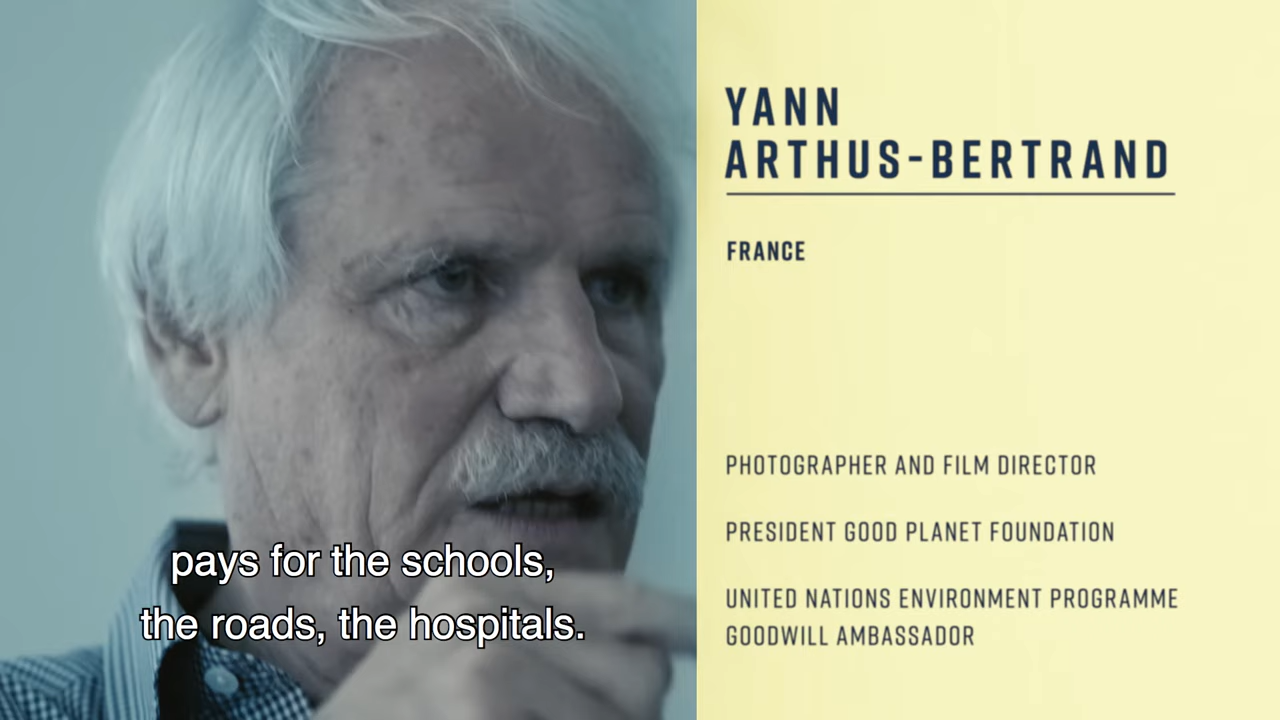 YANN
ARTHUS-BERTRAND
FRANCE
PHOTOGRAPHER AND FILM DIRECTOR
PRESIDENT GOOD PLANET FOUNDATION
UNITED NATIONS ENVIRONMENT PROGRAMME
GOODWILL AMBASSADOR
pays for the schools,
the roads, the hospitals.